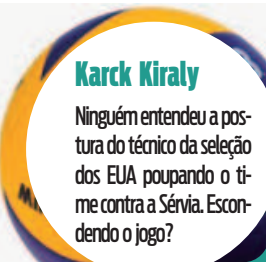 Karck Kiraly
Ninguém entendeu a pos-
tura do técnico da seleção
dos EUA poupando o ti-
me contra a Sérvia. Escon-
dendo o jogo?